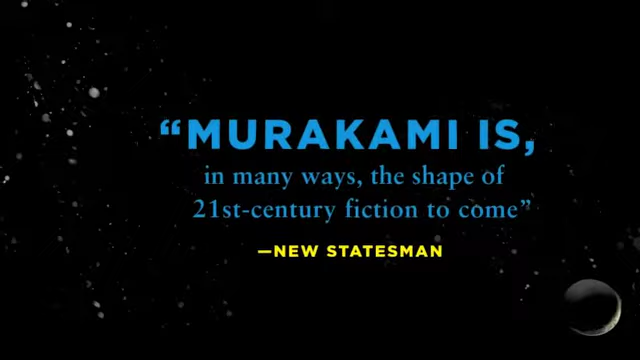 “MURAKAMI IS,
in many ways, the shape of
21st-century fiction to come”
—NEW STATESMAN